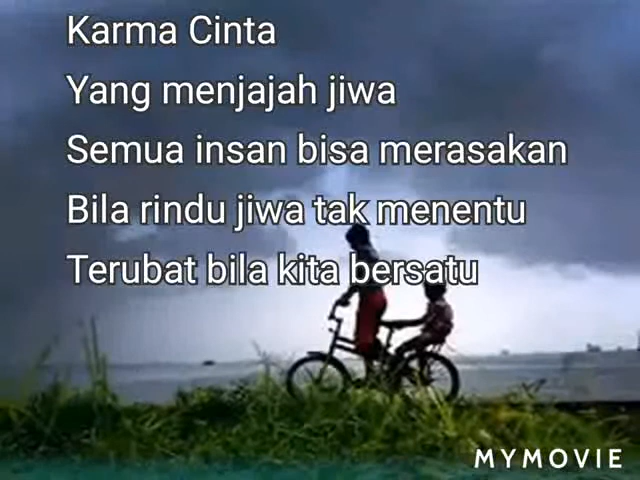 Karma Cinta
Yang menjajah jiwa
Semua insan bisa merasakan
Bila rindu jiwa tak menentu
Terubat bila kita bersatu
MYMOVIE